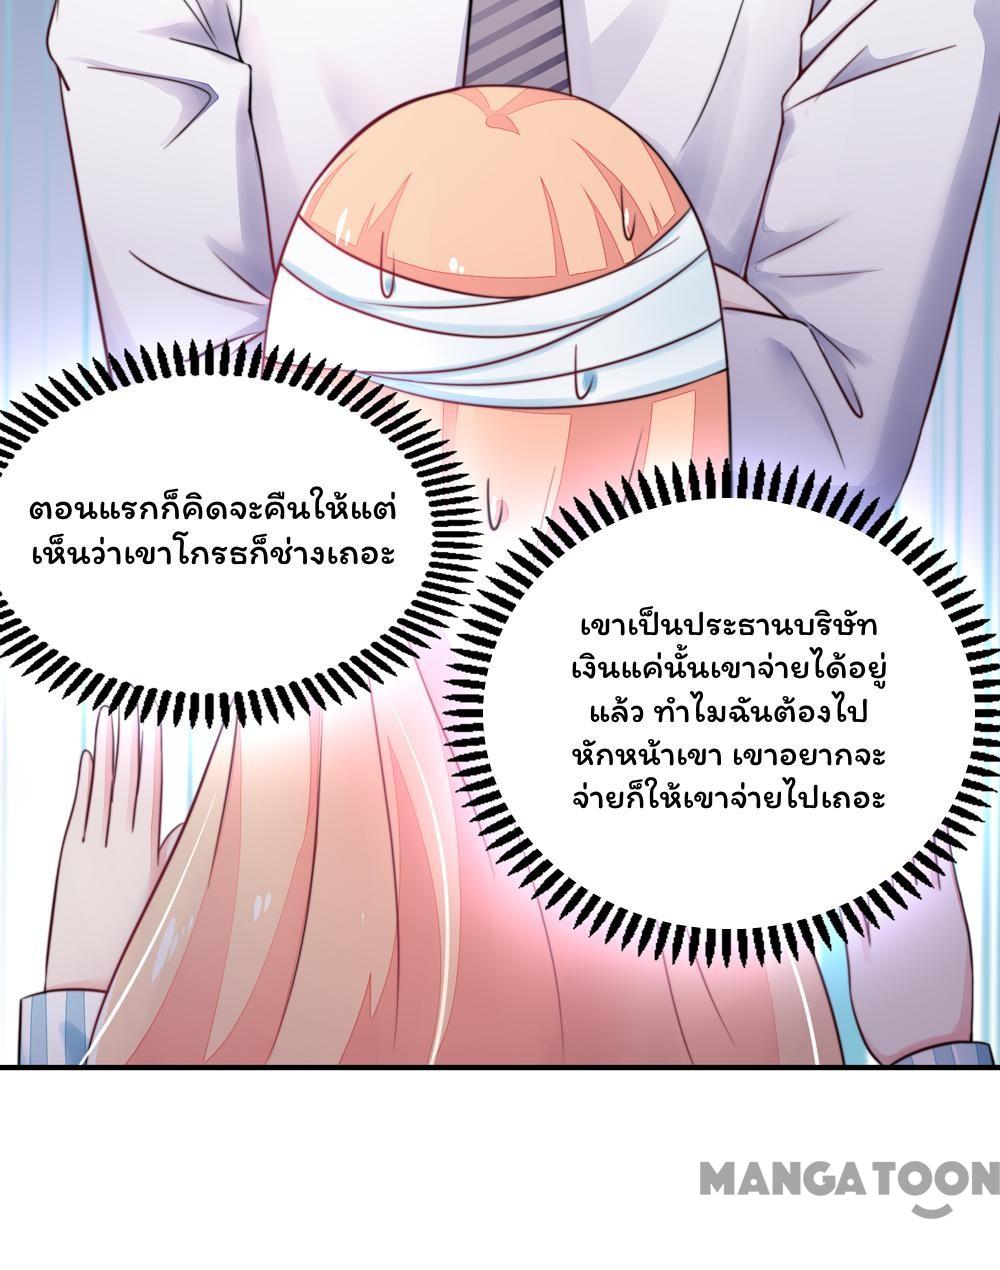 ตอนแรกก็คิดจะคืนให้แต่
เห็นว่าเขาโกรธก็ช่างเถอะ
เขาเป็นประธานบริษัท
เงินแค่นั้นเขาจ่ายได้อยู่
แล้ว ทำไมฉันต้องไป
หักหน้าเขา เขาอยากจะ
จ่ายก็ให้เขาจ่ายไปเถอะ
MANGATOON